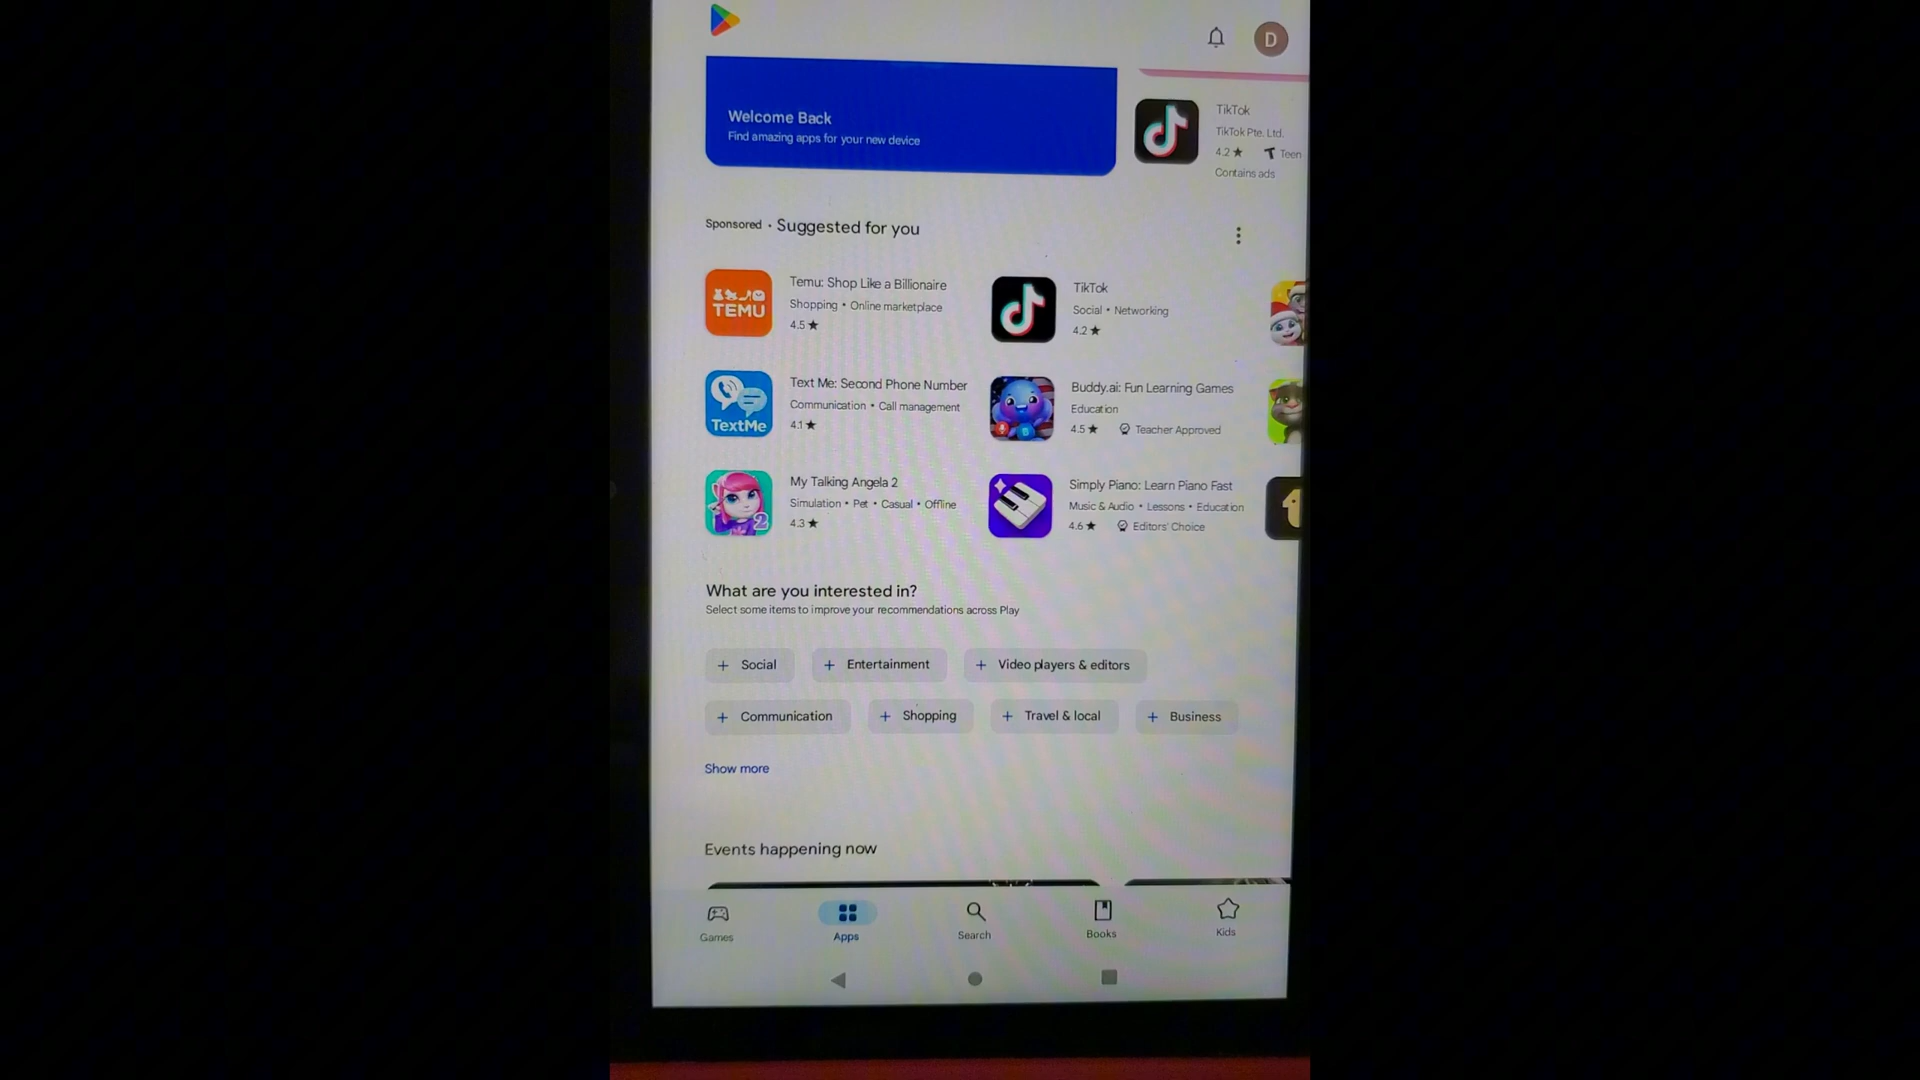 D
Welcome Back
Find amazing apps for your new device
TikTok
TikTok Pte. Ltd.
4.2★ Teen
Contains ads
Sponsored • Suggested for you
TEMU
Temu: Shop Like a Billionaire
Shopping • Online marketplace
4.5★
TikTok
Social • Networking
4.2★
TextMe
Text Me: Second Phone Number
Communication • Call management
4.1★
Buddy.ai: Fun Learning Games
Education
4.5★ Teacher Approved
2
My Talking Angela 2
Simulation • Pet • Casual • Offline
4.3★
Simply Piano: Learn Piano Fast
Music & Audio • Lessons • Education
4.6★ Editors' Choice
What are you interested in?
Select some items to improve your recommendations across Play
+ Social + Entertainment + Video players & editors
+ Communication + Shopping + Travel & local + Business
Show more
Events happening now
Games Apps Search Books Kids